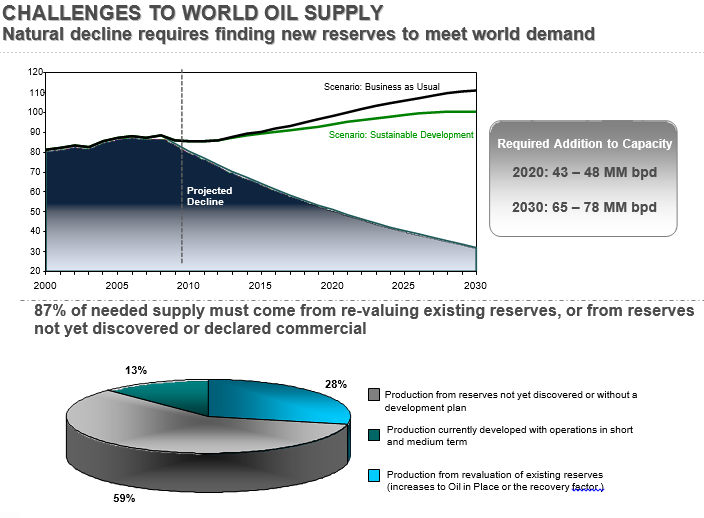 CHALLENGES TO WORLD OIL SUPPLY
Natural decline requires finding new reserves to meet world demand
120
110
100
90
80
70
60
50
40
30
20
2000
2005
2010
2015
2020
2025
2030
Scenario: Business as Usual
Scenario: Sustainable Development
Projected
Decline
Required Addition to Capacity
2020: 43 – 48 MM bpd
2030: 65 – 78 MM bpd
87% of needed supply must come from re-valuing existing reserves, or from reserves
not yet discovered or declared commercial
13%
28%
59%
Production from reserves not yet discovered or without a
development plan
Production currently developed with operations in short
and medium term
Production from revaluation of existing reserves
(increases to Oil in Place or the recovery factor.)